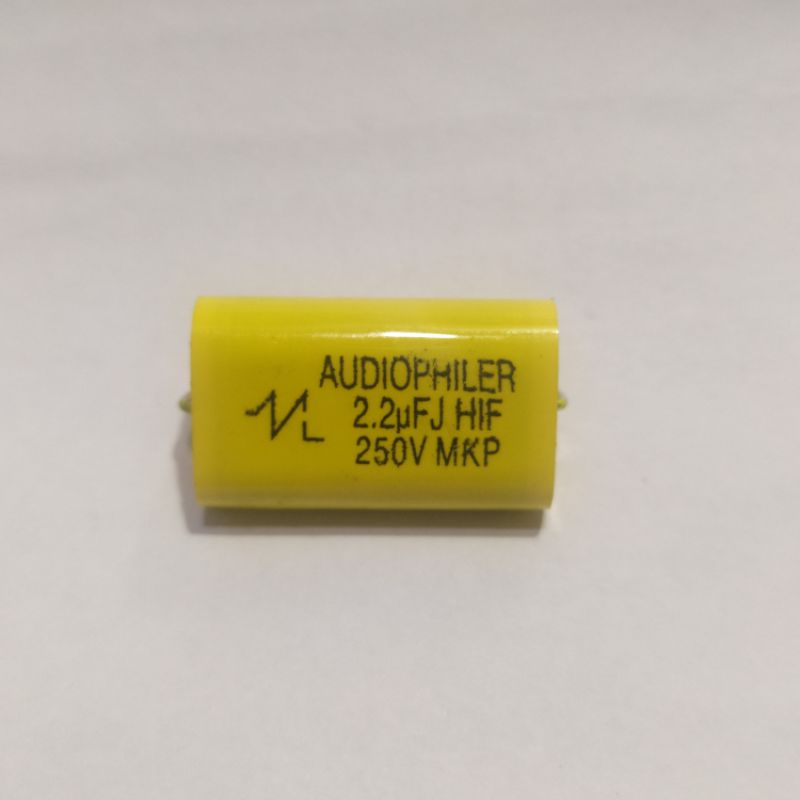 AUDIOPHILER
2.2µFJ HIF
250V MKP